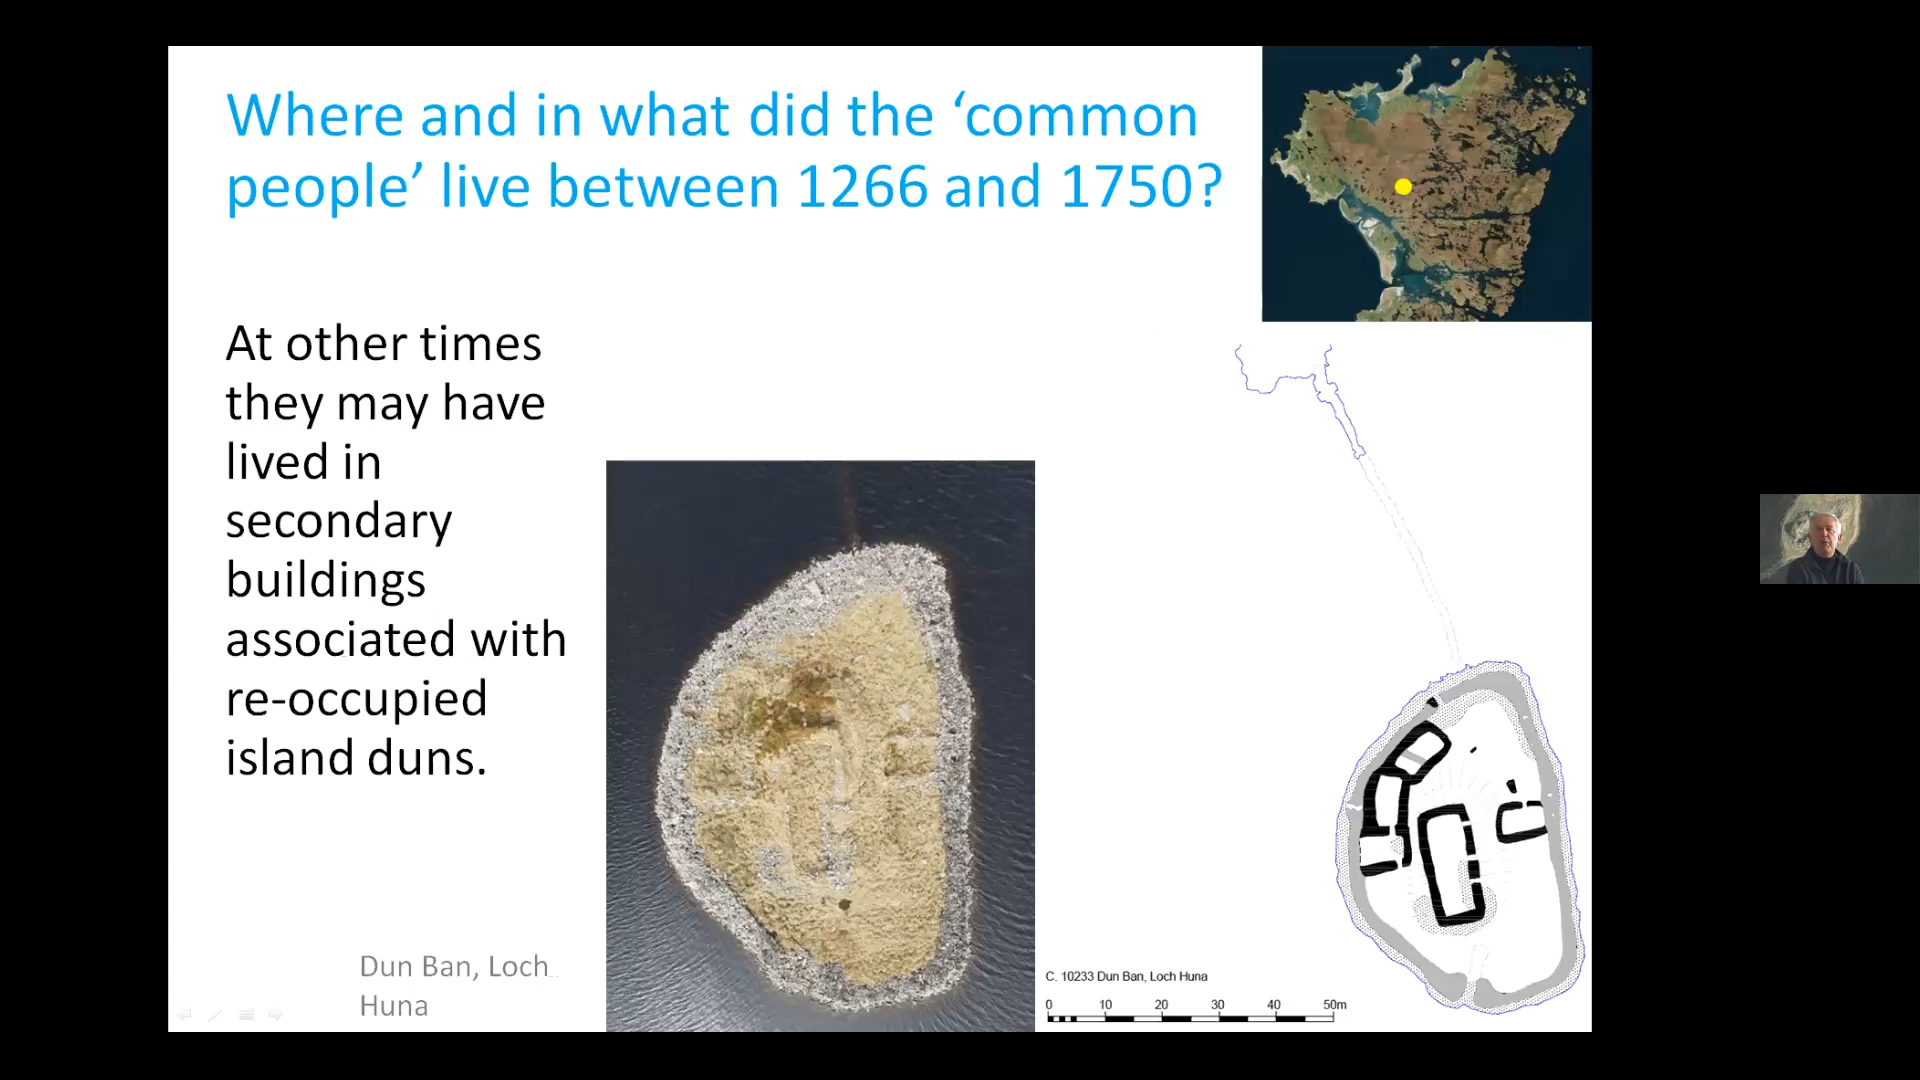 Where and in what did the ‘common
people’ live between 1266 and 1750?
At other times
they may have
lived in
secondary
buildings
associated with
re-occupied
island duns.
Dun Ban, Loch
Huna
C. 10233 Dun Ban, Loch Huna
0 10 20 30 40 50m